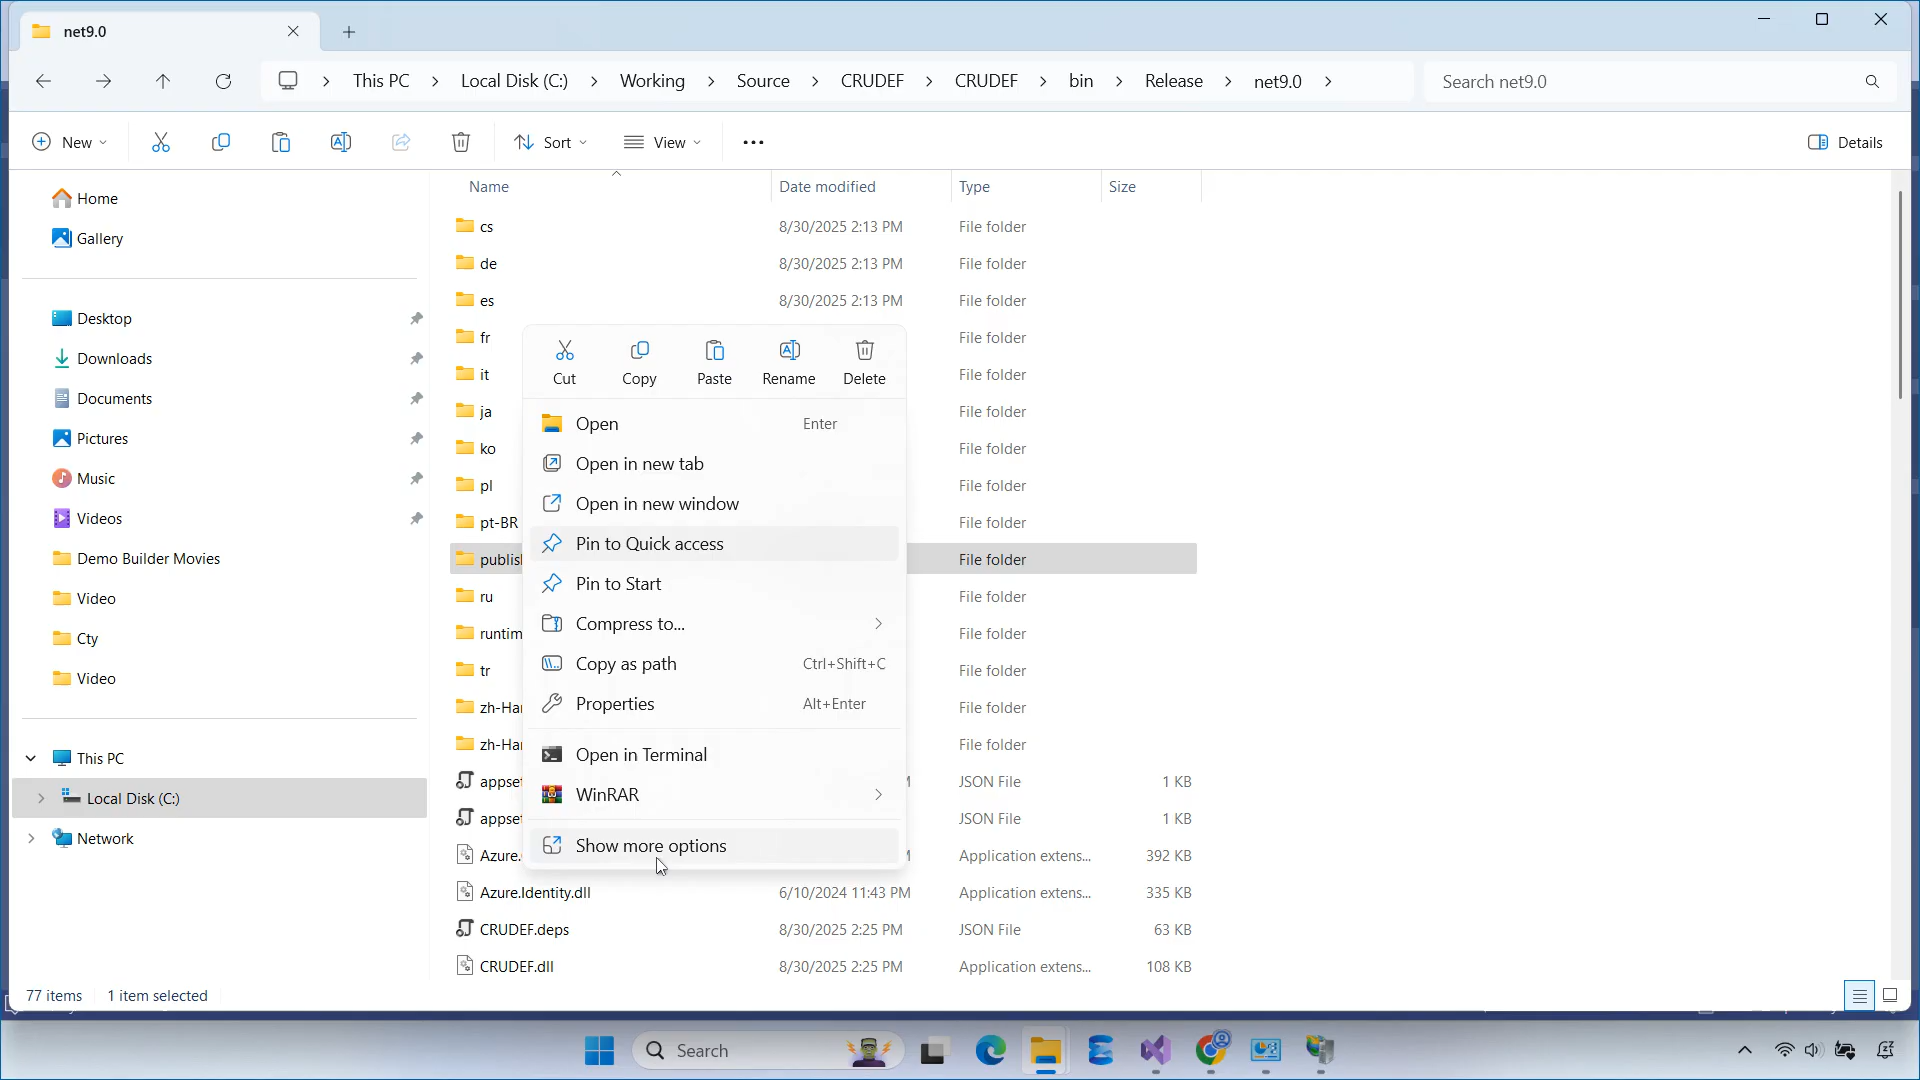 net9.0
This PC
Local Disk (C:)
Working
Source
CRUDEF
CRUDEF
bin
Release
net9.0
Search net9.0
New
Sort
View
Details
Name
Date modified
Type
Size
Home
Gallery
Desktop
Downloads
Documents
Pictures
Music
Videos
Demo Builder Movies
Video
Cty
Video
This PC
Local Disk (C:)
Network
cs 8/30/2025 2:13 PM File folder
de 8/30/2025 2:13 PM File folder
es 8/30/2025 2:13 PM File folder
fr File folder
it File folder
ja File folder
ko File folder
pl File folder
pt-BR File folder
File folder
ru File folder
File folder
tr File folder
File folder
File folder
JSON File 1 KB
JSON File 1 KB
Application extens... 392 KB
Azure.Identity.dll 6/10/2024 11:43 PM Application extens... 335 KB
CRUDEF.deps 8/30/2025 2:25 PM JSON File 63 KB
CRUDEF.dll 8/30/2025 2:25 PM Application extens... 108 KB
Cut
Copy
Paste
Rename
Delete
Open Enter
Open in new tab
Open in new window
Pin to Quick access
Pin to Start
Compress to...
Copy as path Ctrl+Shift+C
Properties Alt+Enter
Open in Terminal
WinRAR
Show more options
77 items
1 item selected
Search